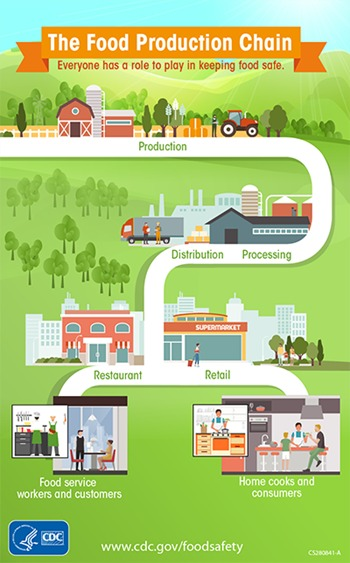 The Food Production Chain
Everyone has a role to play in keeping food safe.
Production
Distribution
Processing
SUPERMARKET
Restaurant
Retail
Food service
workers and customers
Home cooks and
consumers
CDC
www.cdc.gov/foodsafety
CS280841-A